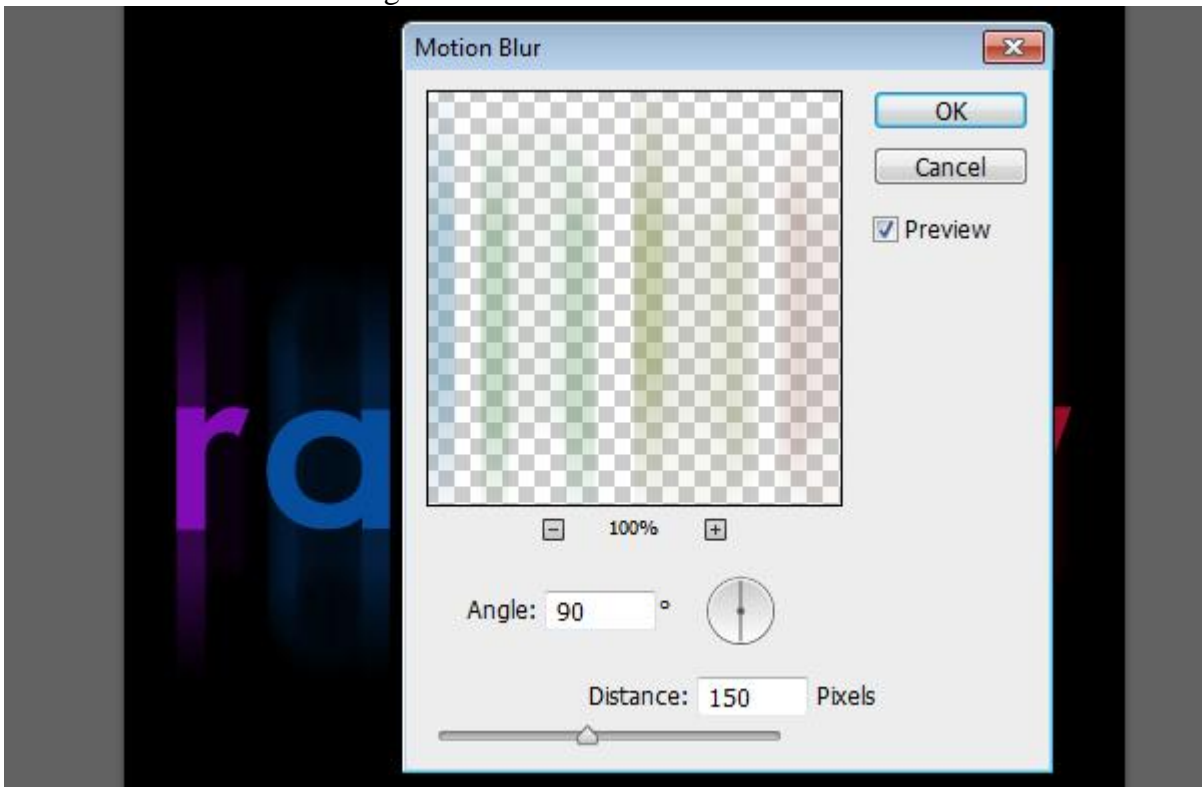 Motion Blur
OK
Cancel
Preview
100%
Angle: 90 °
Distance: 150 Pixels
ra